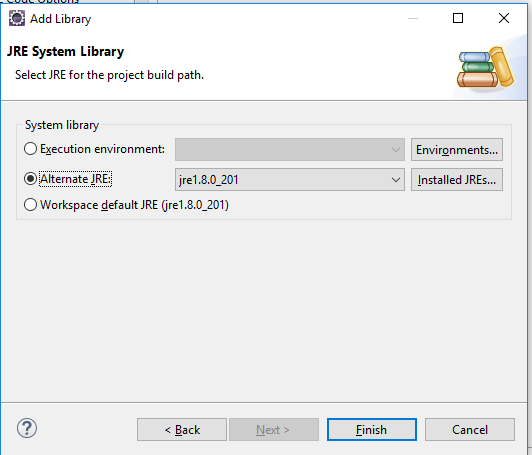 Code Options
Add Library
JRE System Library
Select JRE for the project build path.
System library
Execution environment:
Environments...
Alternate JRE:
jre1.8.0_201
Installed JREs...
Workspace default JRE (jre1.8.0_201)
?
< Back
Next >
Finish
Cancel